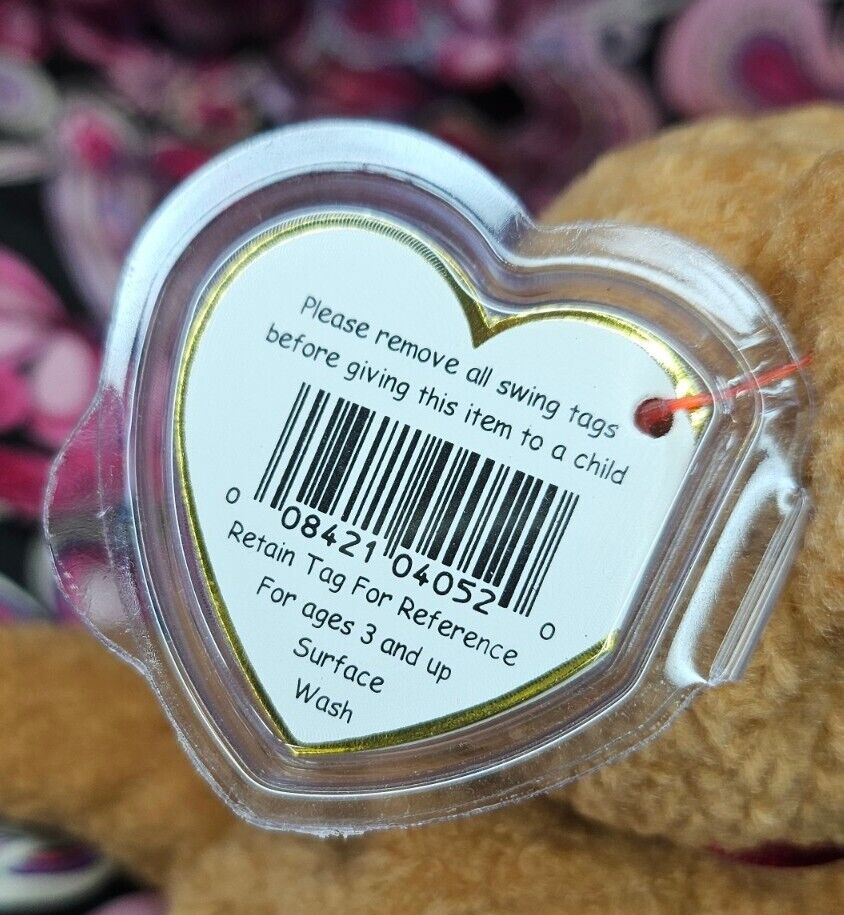 Please remove all swing tags
before giving this item to a child
0 08421 04052 0
Retain Tag For Reference
For ages 3 and up
Surface
Wash